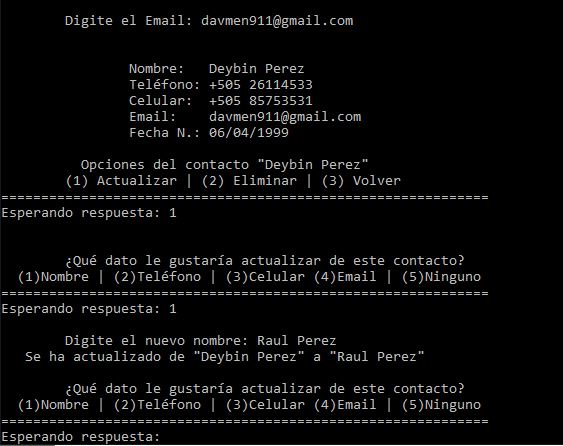 Digite el Email: davmen911@gmail.com
Nombre: Deybin Perez
Teléfono: +505 26114533
Celular: +505 85753531
Email: davmen911@gmail.com
Fecha N.: 06/04/1999
Opciones del contacto "Deybin Perez"
(1) Actualizar | (2) Eliminar | (3) Volver
=============================================================
Esperando respuesta: 1
¿Qué dato le gustaría actualizar de este contacto?
(1)Nombre | (2)Teléfono | (3)Celular (4)Email | (5)Ninguno
=============================================================
Esperando respuesta: 1
Digite el nuevo nombre: Raul Perez
Se ha actualizado de "Deybin Perez" a "Raul Perez"
¿Qué dato le gustaría actualizar de este contacto?
(1)Nombre | (2)Teléfono | (3)Celular (4)Email | (5)Ninguno
=============================================================
Esperando respuesta: